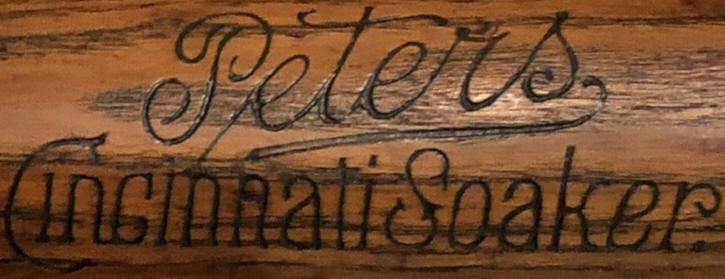 Peters
Cincinnati Soaker.